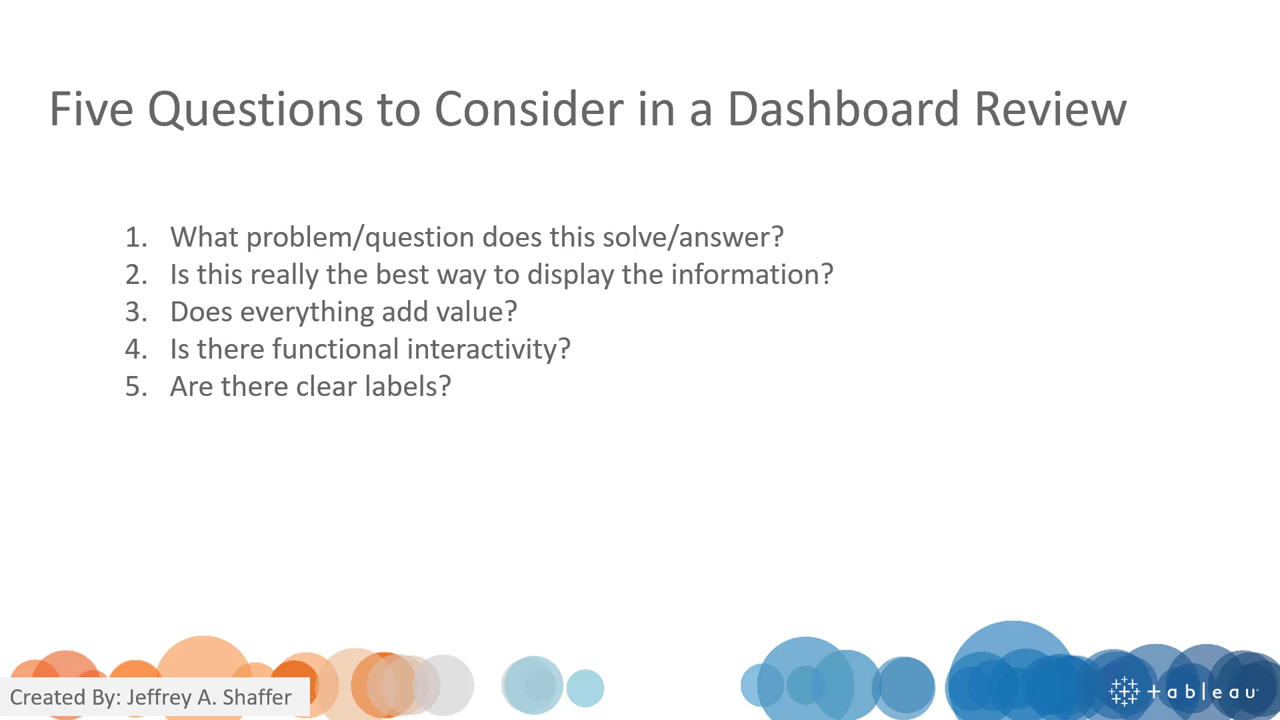 Five Questions to Consider in a Dashboard Review
1. What problem/question does this solve/answer?
2. Is this really the best way to display the information?
3. Does everything add value?
4. Is there functional interactivity?
5. Are there clear labels?
Created By: Jeffrey A. Shaffer
+ableau